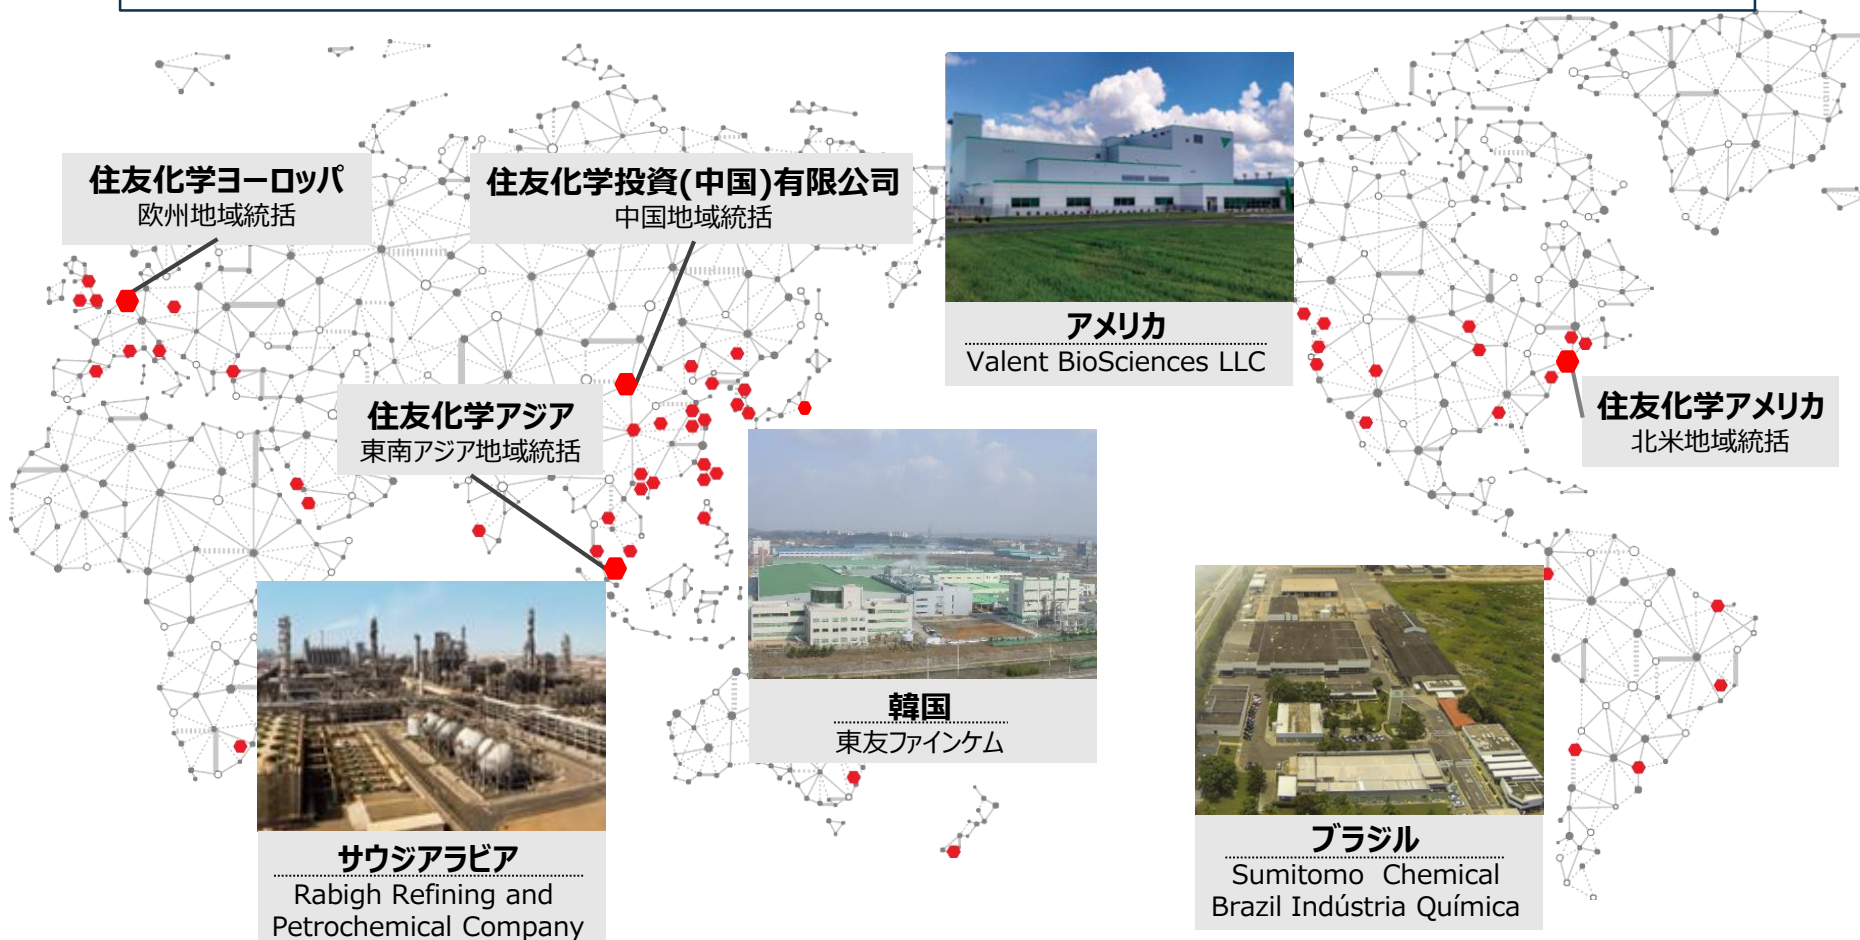 住友化学ヨーロッパ
欧州地域統括
住友化学投資(中国)有限公司
中国地域統括
アメリカ
Valent BioSciences LLC
住友化学アジア
東南アジア地域統括
住友化学アメリカ
北米地域統括
韓国
東友ファインケム
サウジアラビア
Rabigh Refining and
Petrochemical Company
ブラジル
Sumitomo Chemical
Brazil Indústria Química